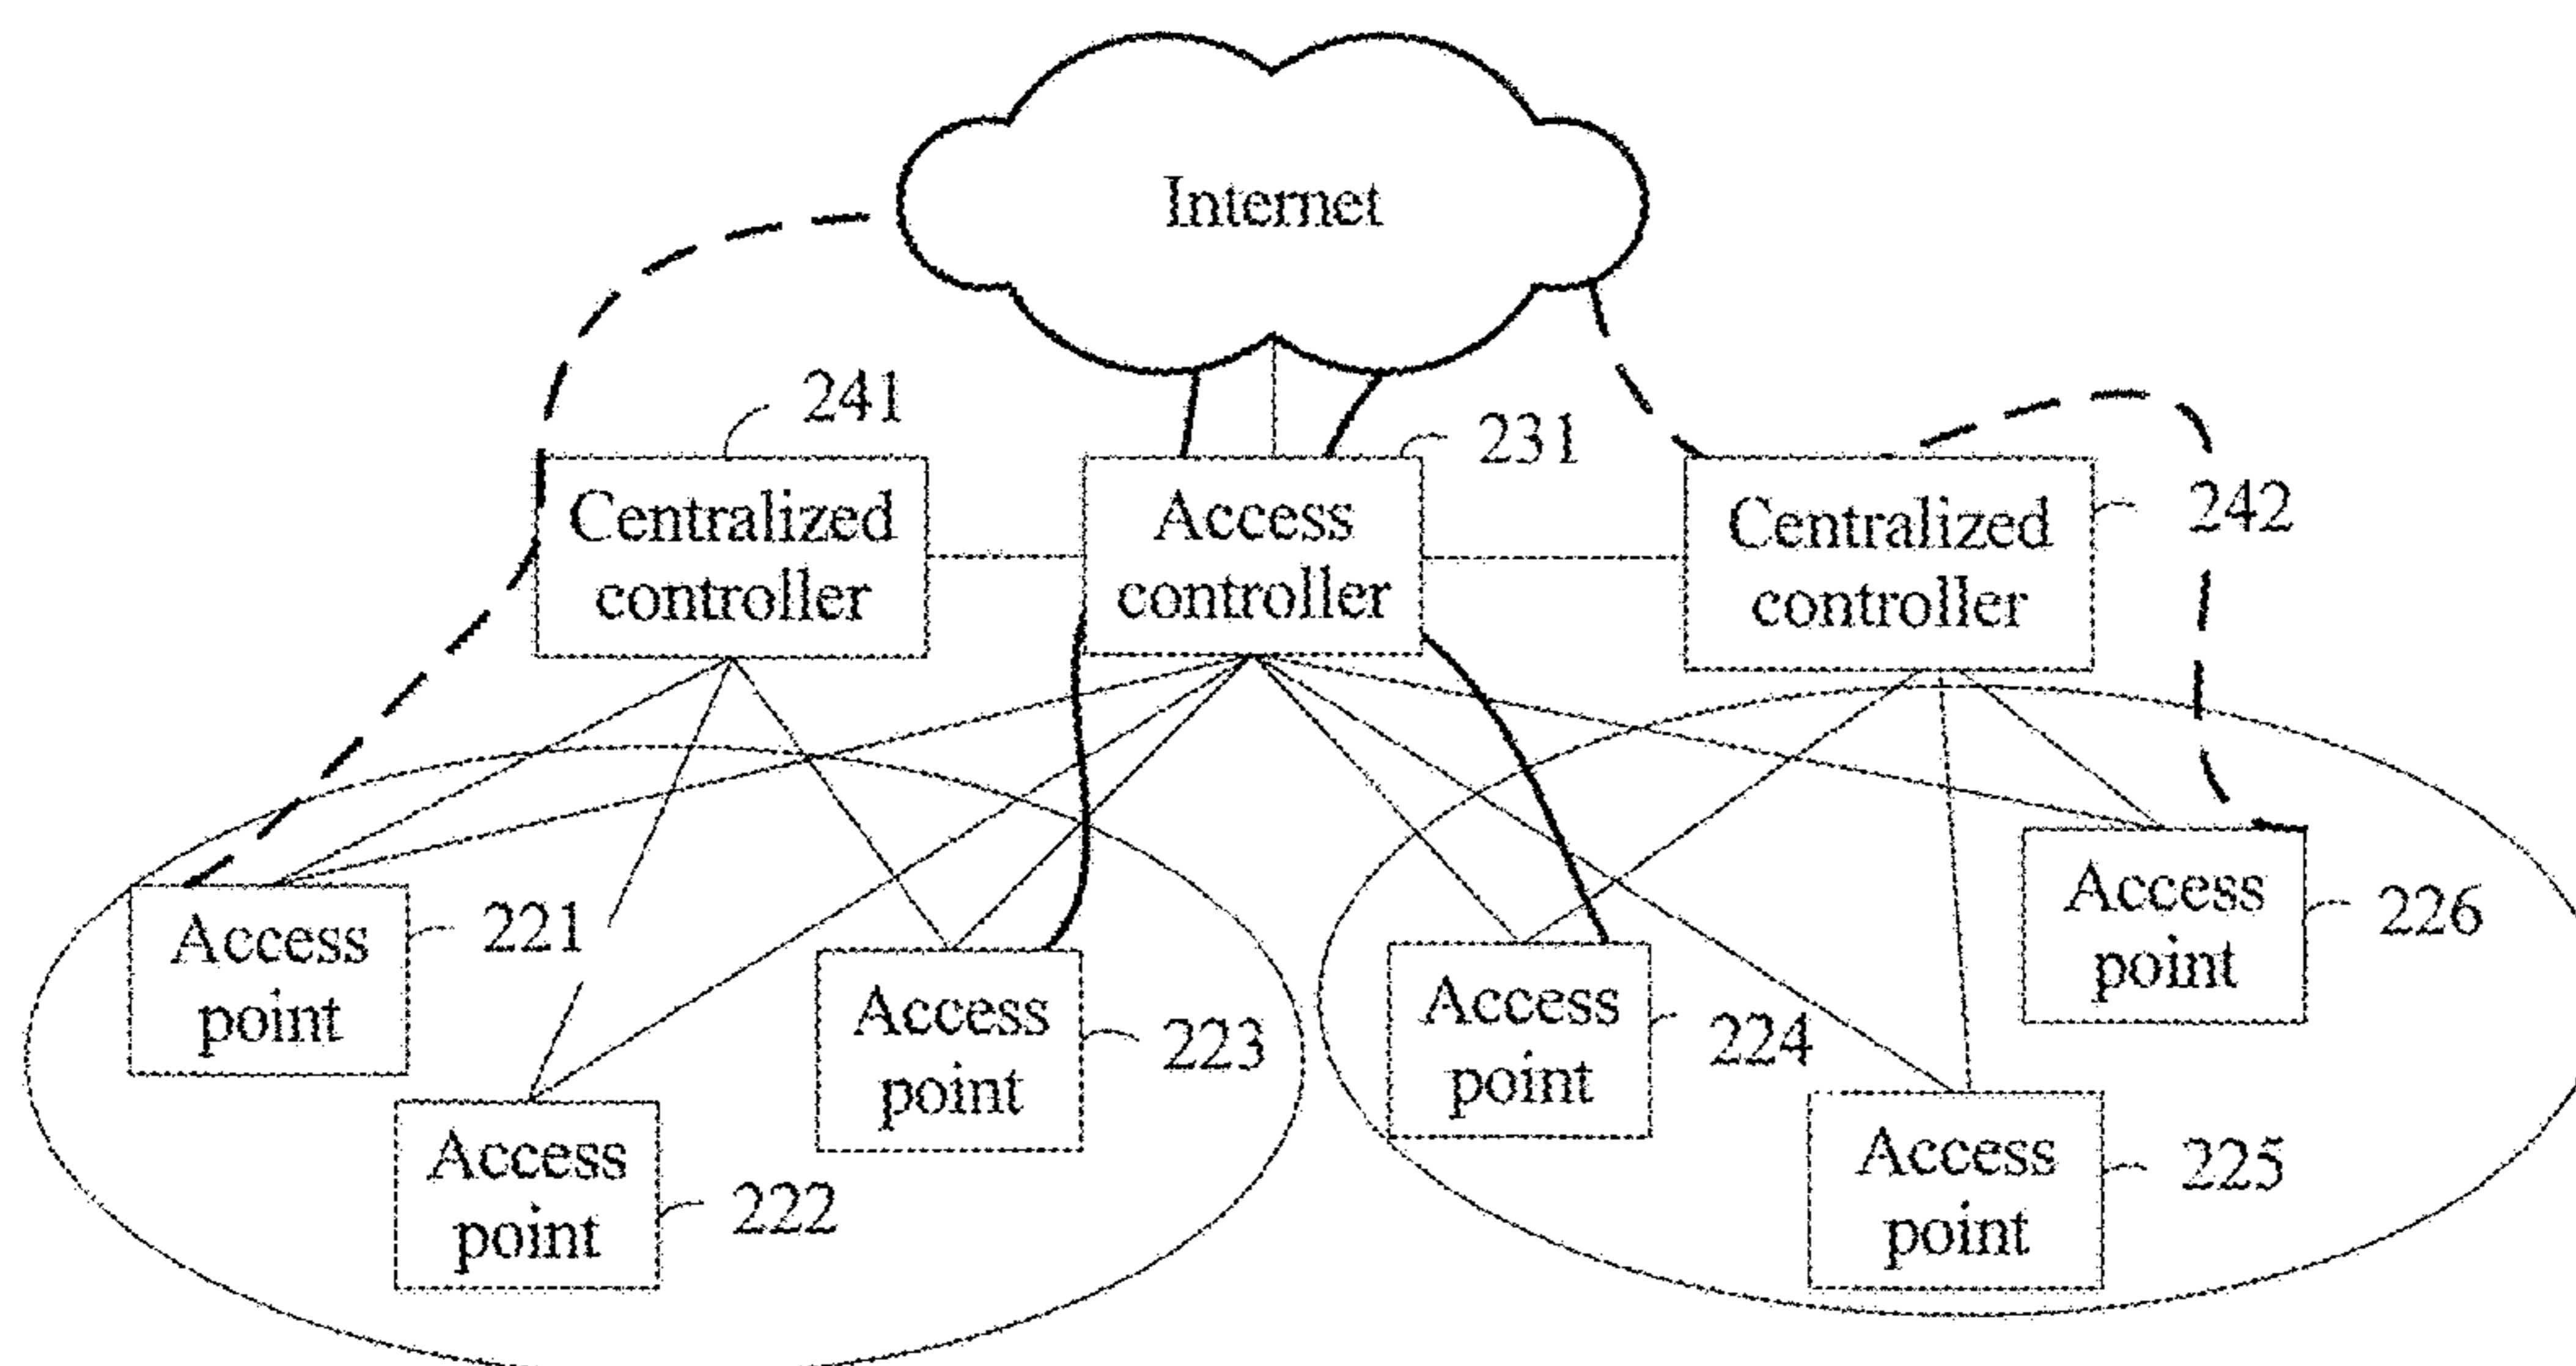 Internet
241
231
Centralized
controller
Access
controller
Centralized
controller
242
Access
point
221
Access
point
222
Access
point
223
Access
point
224
Access
point
225
Access
point
226